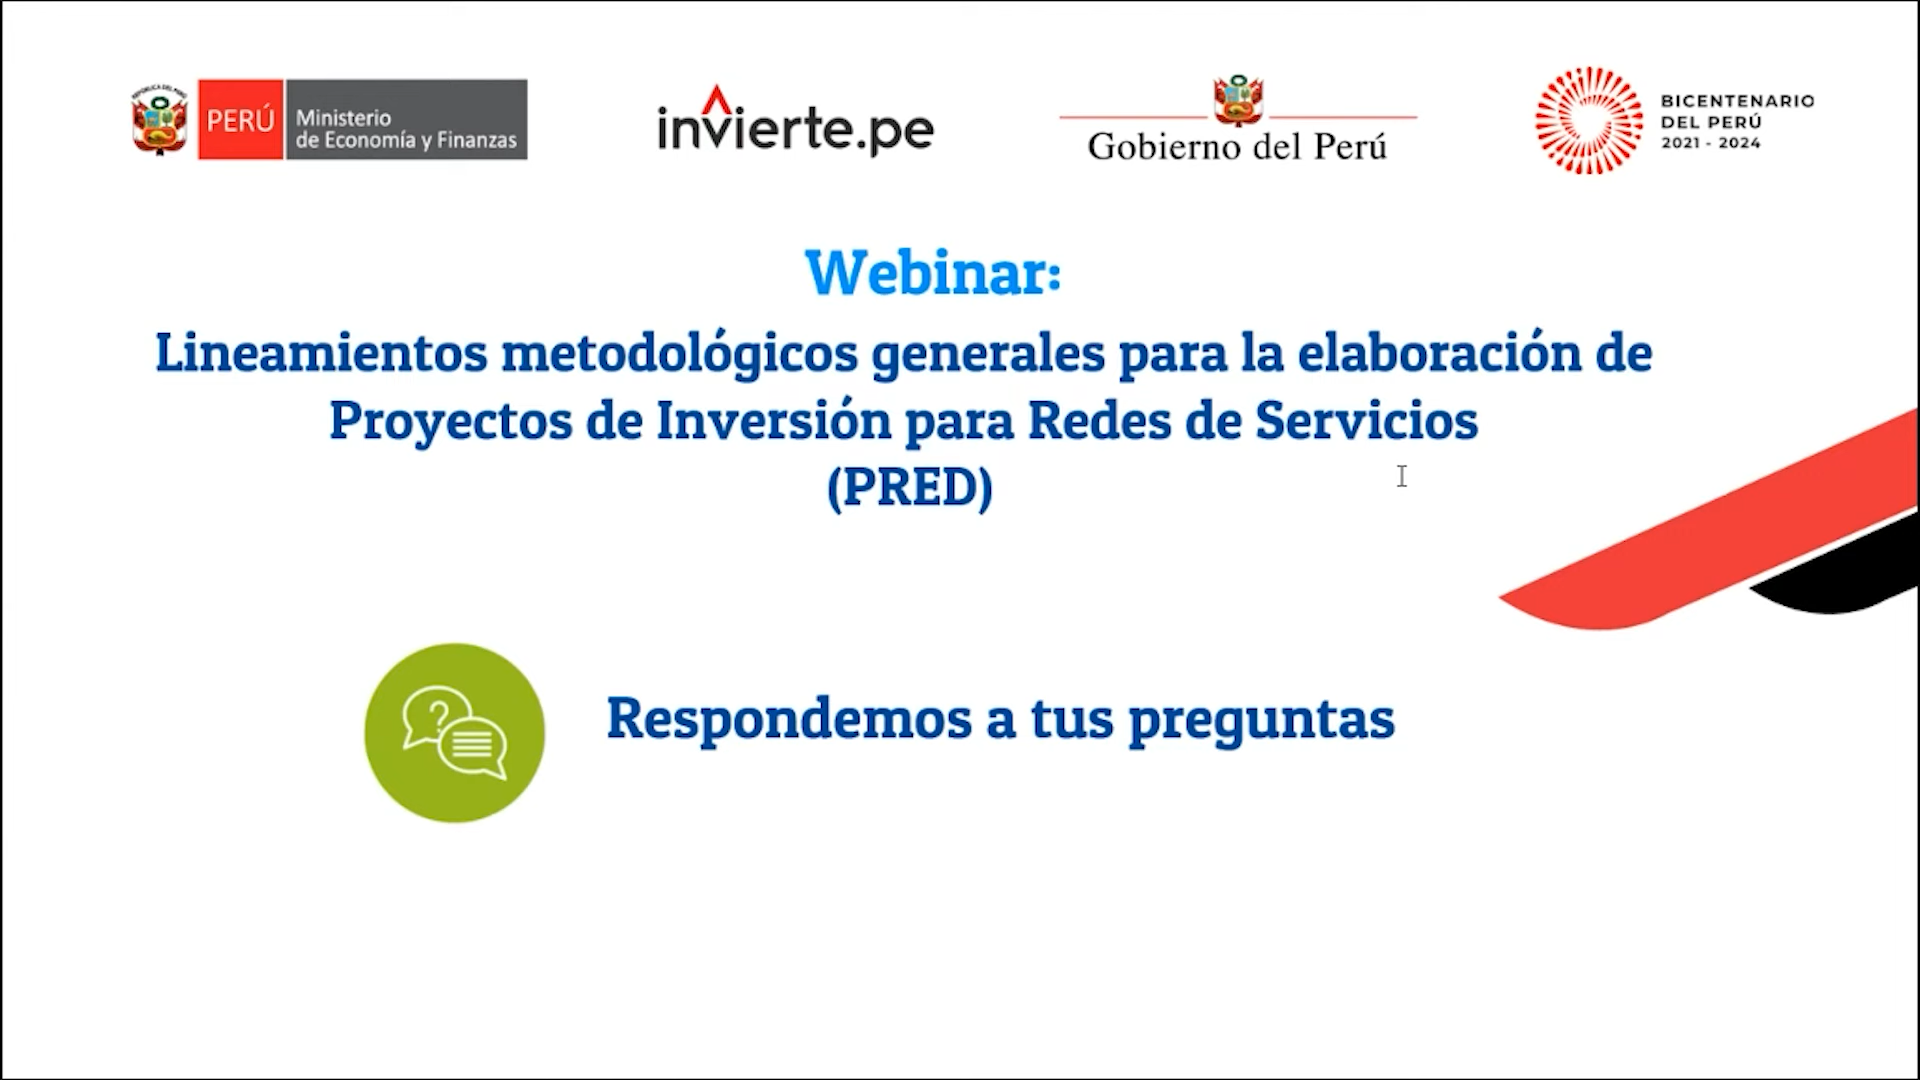 PERÚ
Ministerio
de Economía y Finanzas
invierte.pe
Gobierno del Perú
BICENTENARIO
DEL PERÚ
2021 - 2024
Webinar:
Lineamientos metodológicos generales para la elaboración de
Proyectos de Inversión para Redes de Servicios
(PRED)
?
Respondemos a tus preguntas